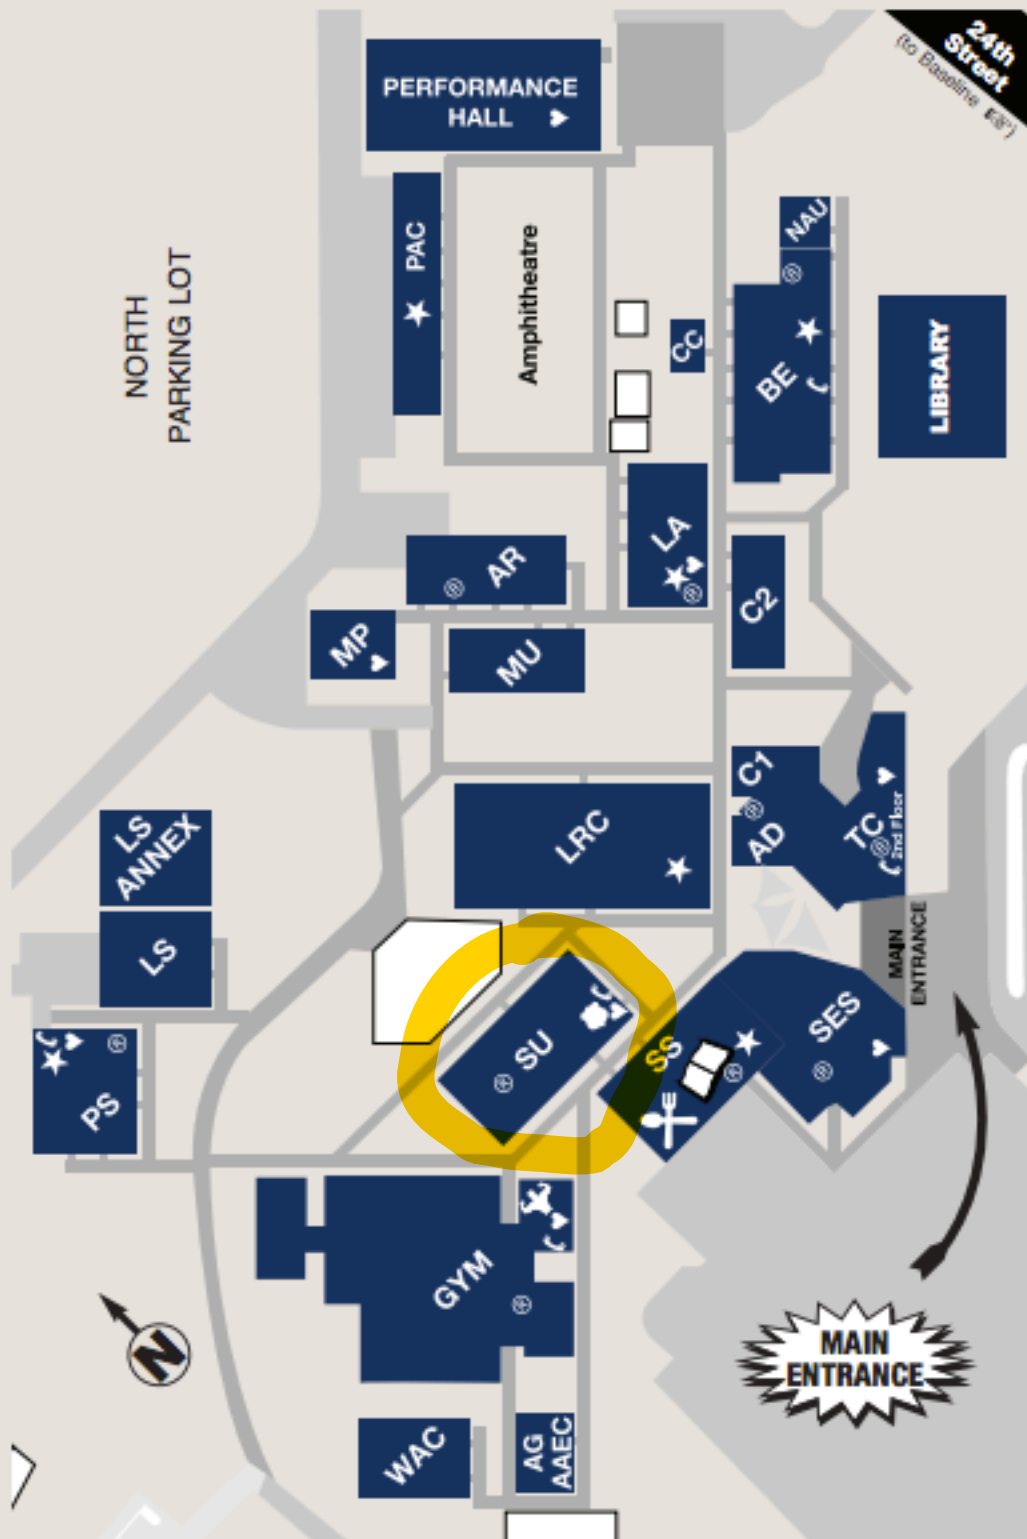 24th
Street
(to Baseline)
PERFORMANCE
HALL
PAC
NORTH
PARKING LOT
Amphitheatre
NAU
CC
BE
LIBRARY
LA
AR
C2
MP
MU
C1
LRC
AD
TC
2nd Floor
LS
ANNEX
LS
MAIN
ENTRANCE
SU
SS
SES
PS
GYM
N
MAIN
ENTRANCE
WAC
AG
AAEC